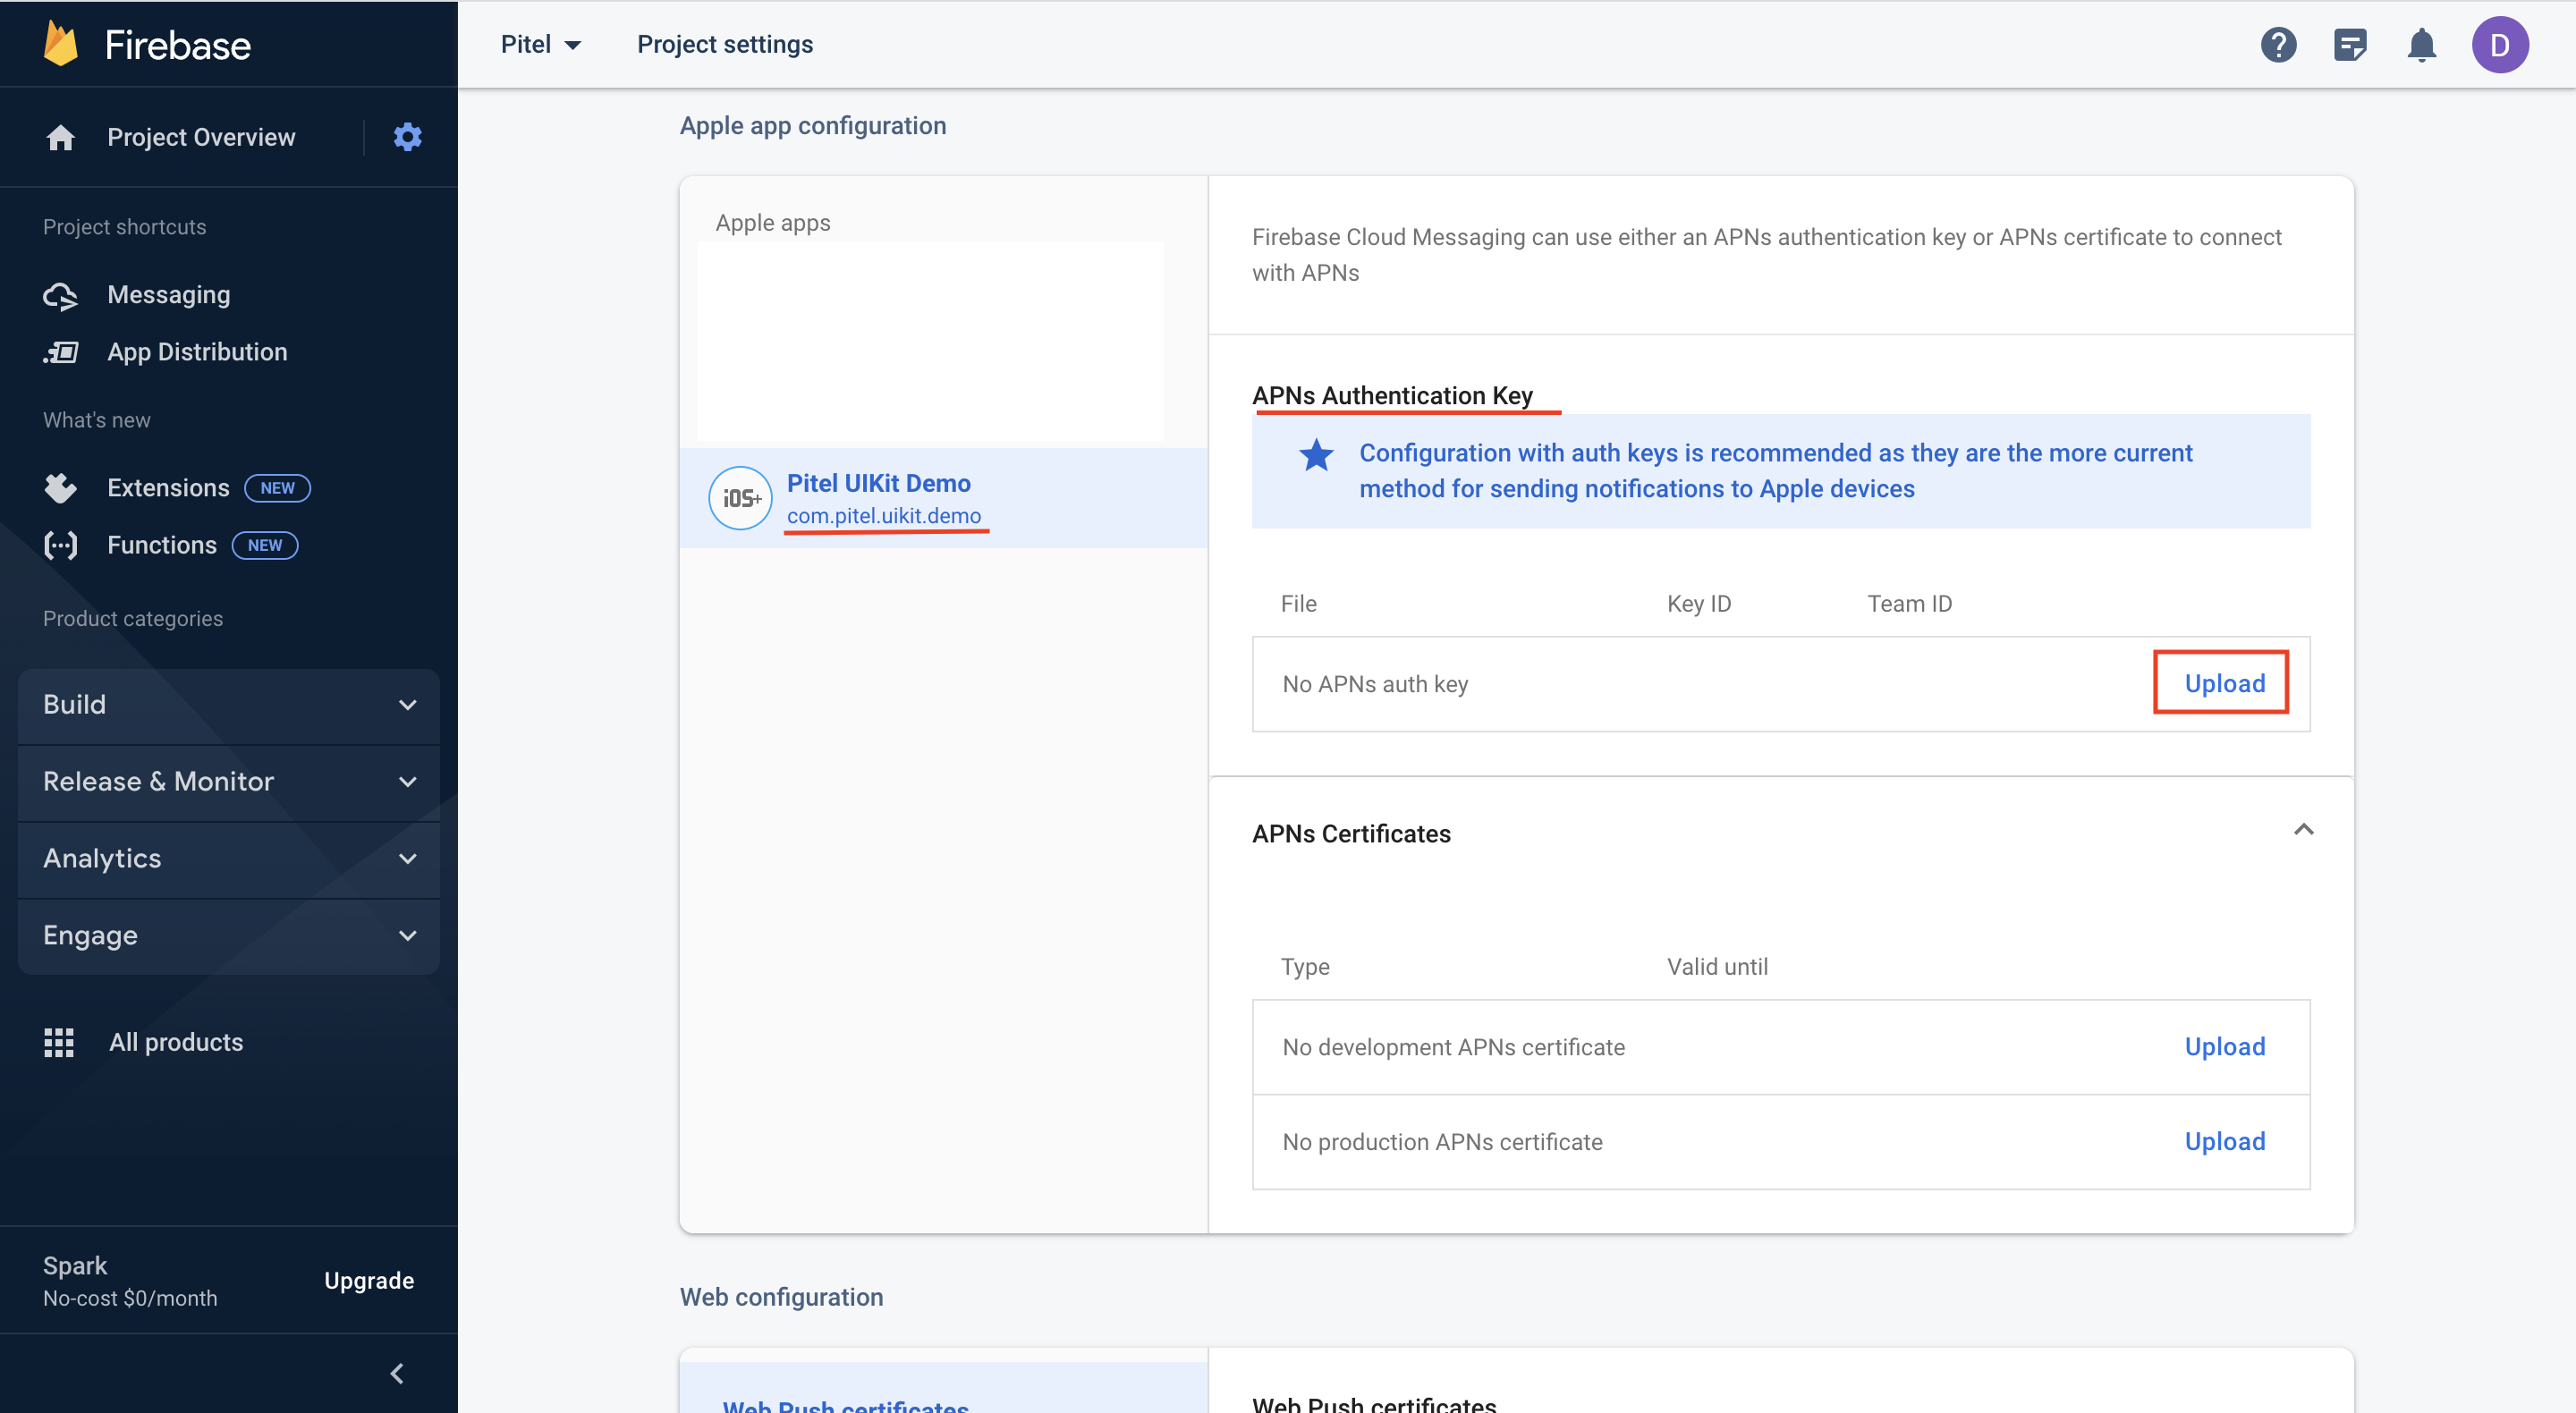 Firebase
Pitel
Project settings
D
Project Overview
Project shortcuts
Messaging
App Distribution
What's new
Extensions NEW
Functions NEW
Product categories
Build
Release & Monitor
Analytics
Engage
All products
Spark
No-cost $0/month
Upgrade
Apple app configuration
Apple apps
iOS+
Pitel UIKit Demo
com.pitel.uikit.demo
Firebase Cloud Messaging can use either an APNs authentication key or APNs certificate to connect
with APNs
APNs Authentication Key
Configuration with auth keys is recommended as they are the more current
method for sending notifications to Apple devices
File Key ID Team ID
No APNs auth key Upload
APNs Certificates
Type Valid until
No development APNs certificate Upload
No production APNs certificate Upload
Web configuration
Web Push certificates
Web Push certificates